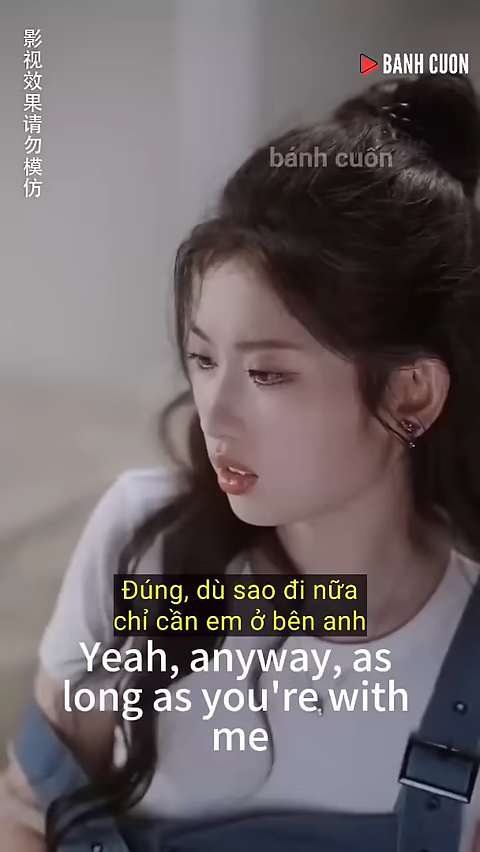 影视效果请勿模仿
BANH CUON
bánh cuốn
Đúng, dù sao đi nữa
chỉ cần em ở bên anh
Yeah, anyway, as
long as you're with
me